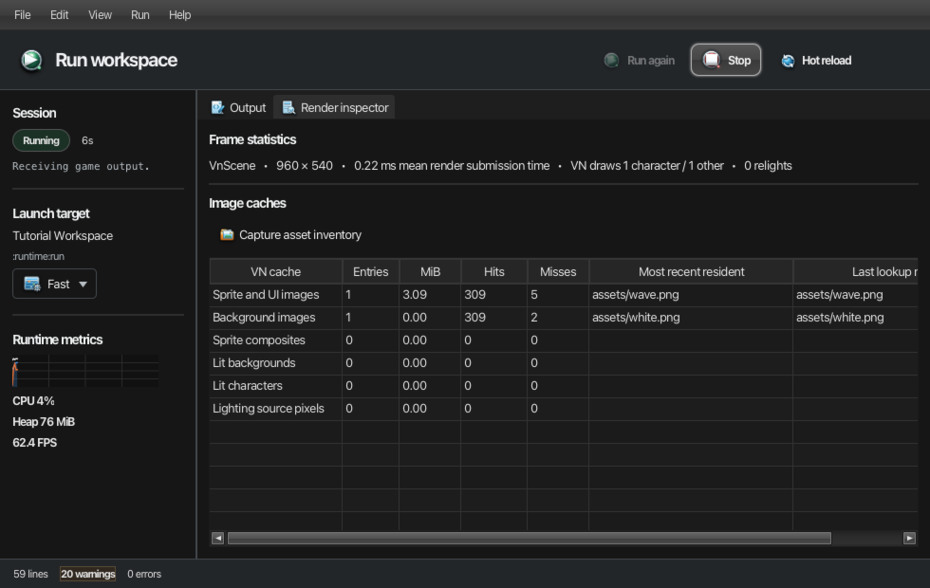 File Edit View Run Help
Run workspace
Run again Stop Hot reload
Session
Running 6s
Receiving game output.
Launch target
Tutorial Workspace
:runtime:run
Fast
Runtime metrics
CPU 4%
Heap 76 MiB
62.4 FPS
Output Render inspector
Frame statistics
VnScene • 960 × 540 • 0.22 ms mean render submission time • VN draws 1 character / 1 other • 0 relights
Image caches
Capture asset inventory
VN cache Entries MiB Hits Misses Most recent resident Last lookup
Sprite and UI images 1 3.09 309 5 assets/wave.png assets/wave.png
Background images 1 0.00 309 2 assets/white.png assets/white.png
Sprite composites 0 0.00 0 0
Lit backgrounds 0 0.00 0 0
Lit characters 0 0.00 0 0
Lighting source pixels 0 0.00 0 0
59 lines 20 warnings 0 errors